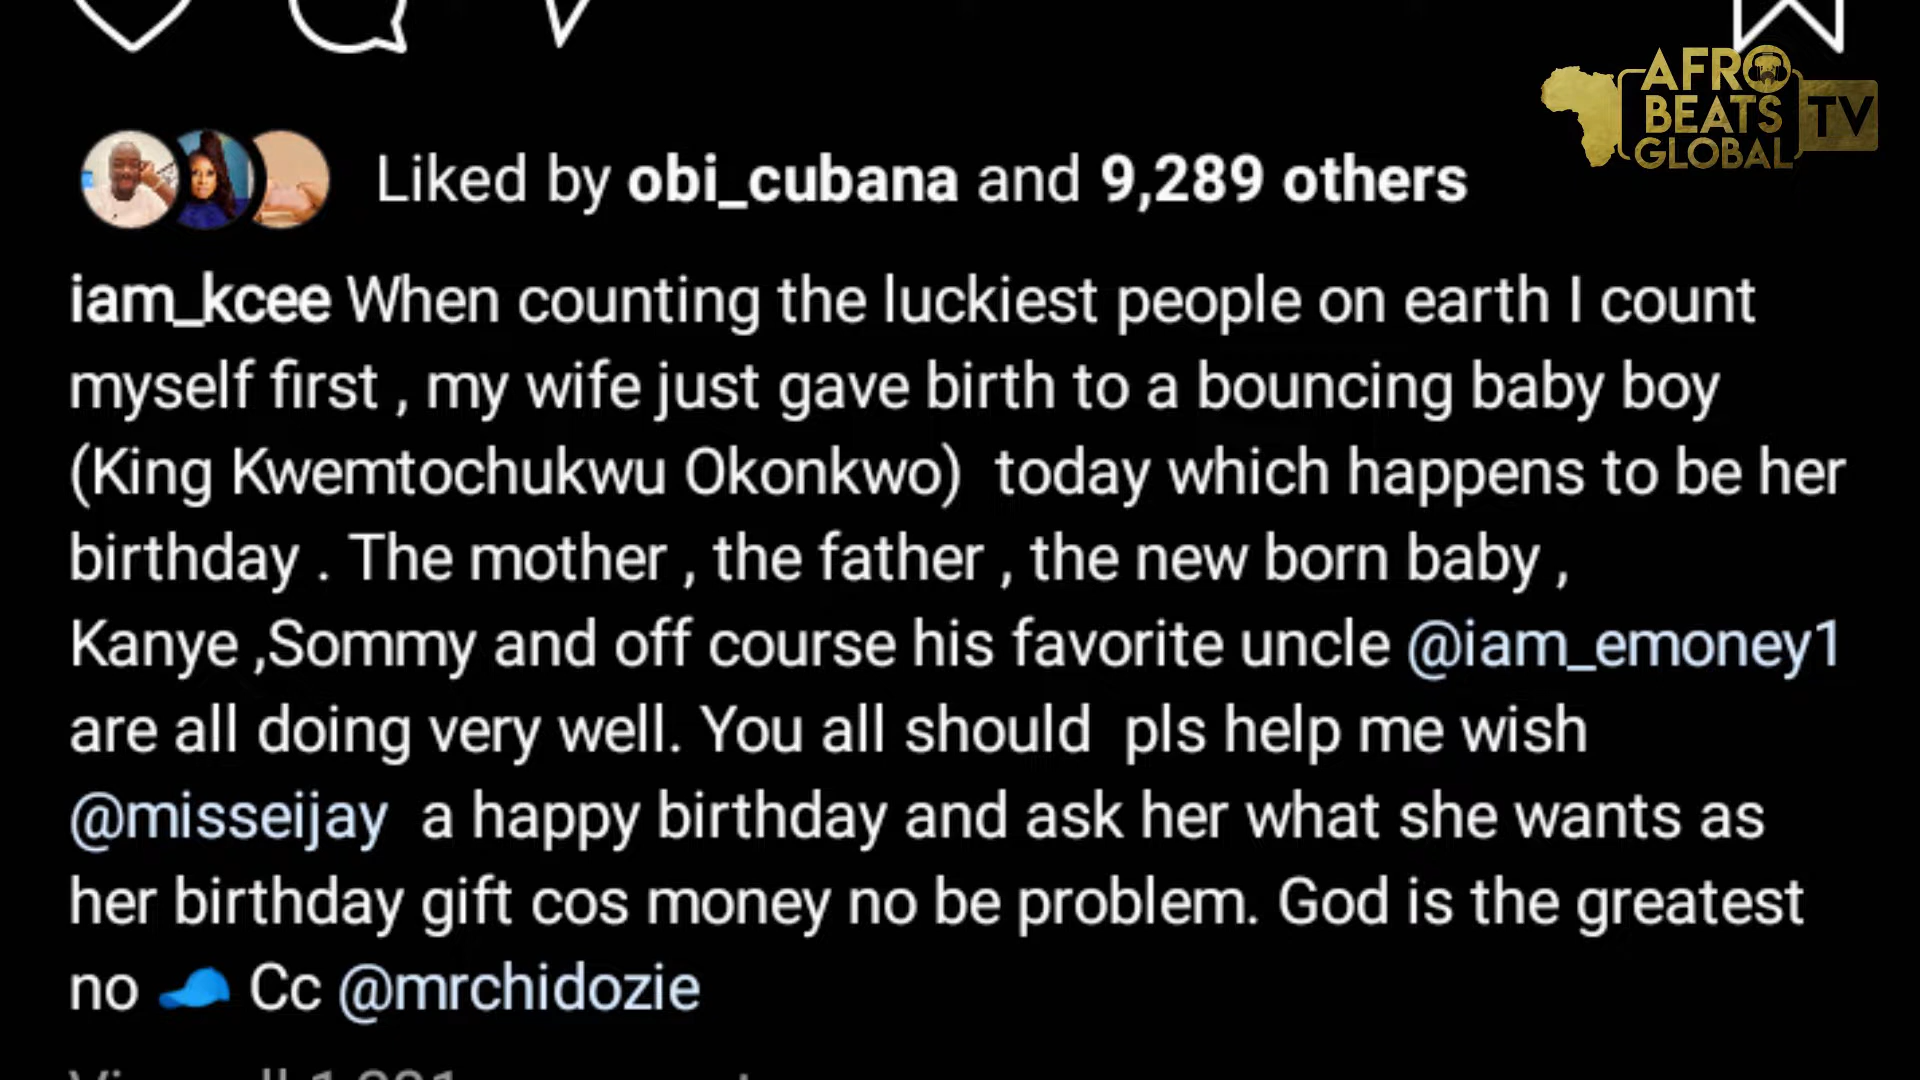 AFRO
BEATS
GLOBAL
TV
Liked by obi_cubana and 9,289 others
iam_kcee When counting the luckiest people on earth I count
myself first , my wife just gave birth to a bouncing baby boy
(King Kwemtochukwu Okonkwo)  today which happens to be her
birthday . The mother , the father , the new born baby ,
Kanye ,Sommy and off course his favorite uncle @iam_emoney1
are all doing very well. You all should  pls help me wish
@misseijay  a happy birthday and ask her what she wants as
her birthday gift cos money no be problem. God is the greatest
no 🧢 Cc @mrchidozie